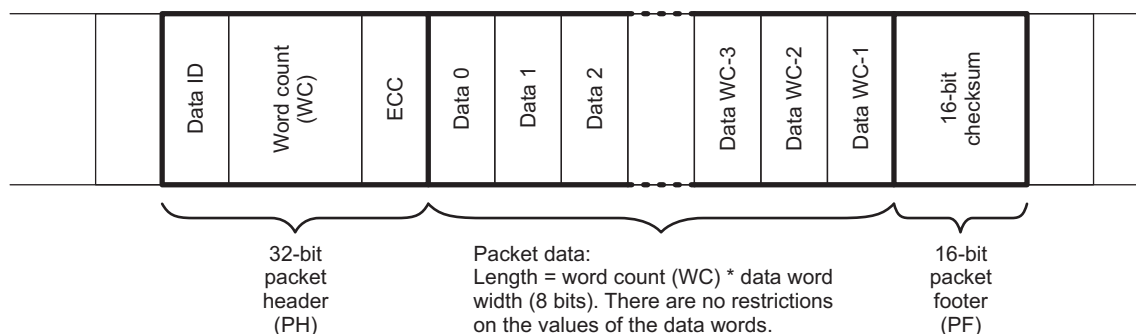 Data ID
Word count
(WC)
ECC
Data 0
Data 1
Data 2
Data WC-3
Data WC-2
Data WC-1
16-bit
checksum
32-bit
packet
header
(PH)
Packet data:
Length = word count (WC) * data word
width (8 bits). There are no restrictions
on the values of the data words.
16-bit
packet
footer
(PF)